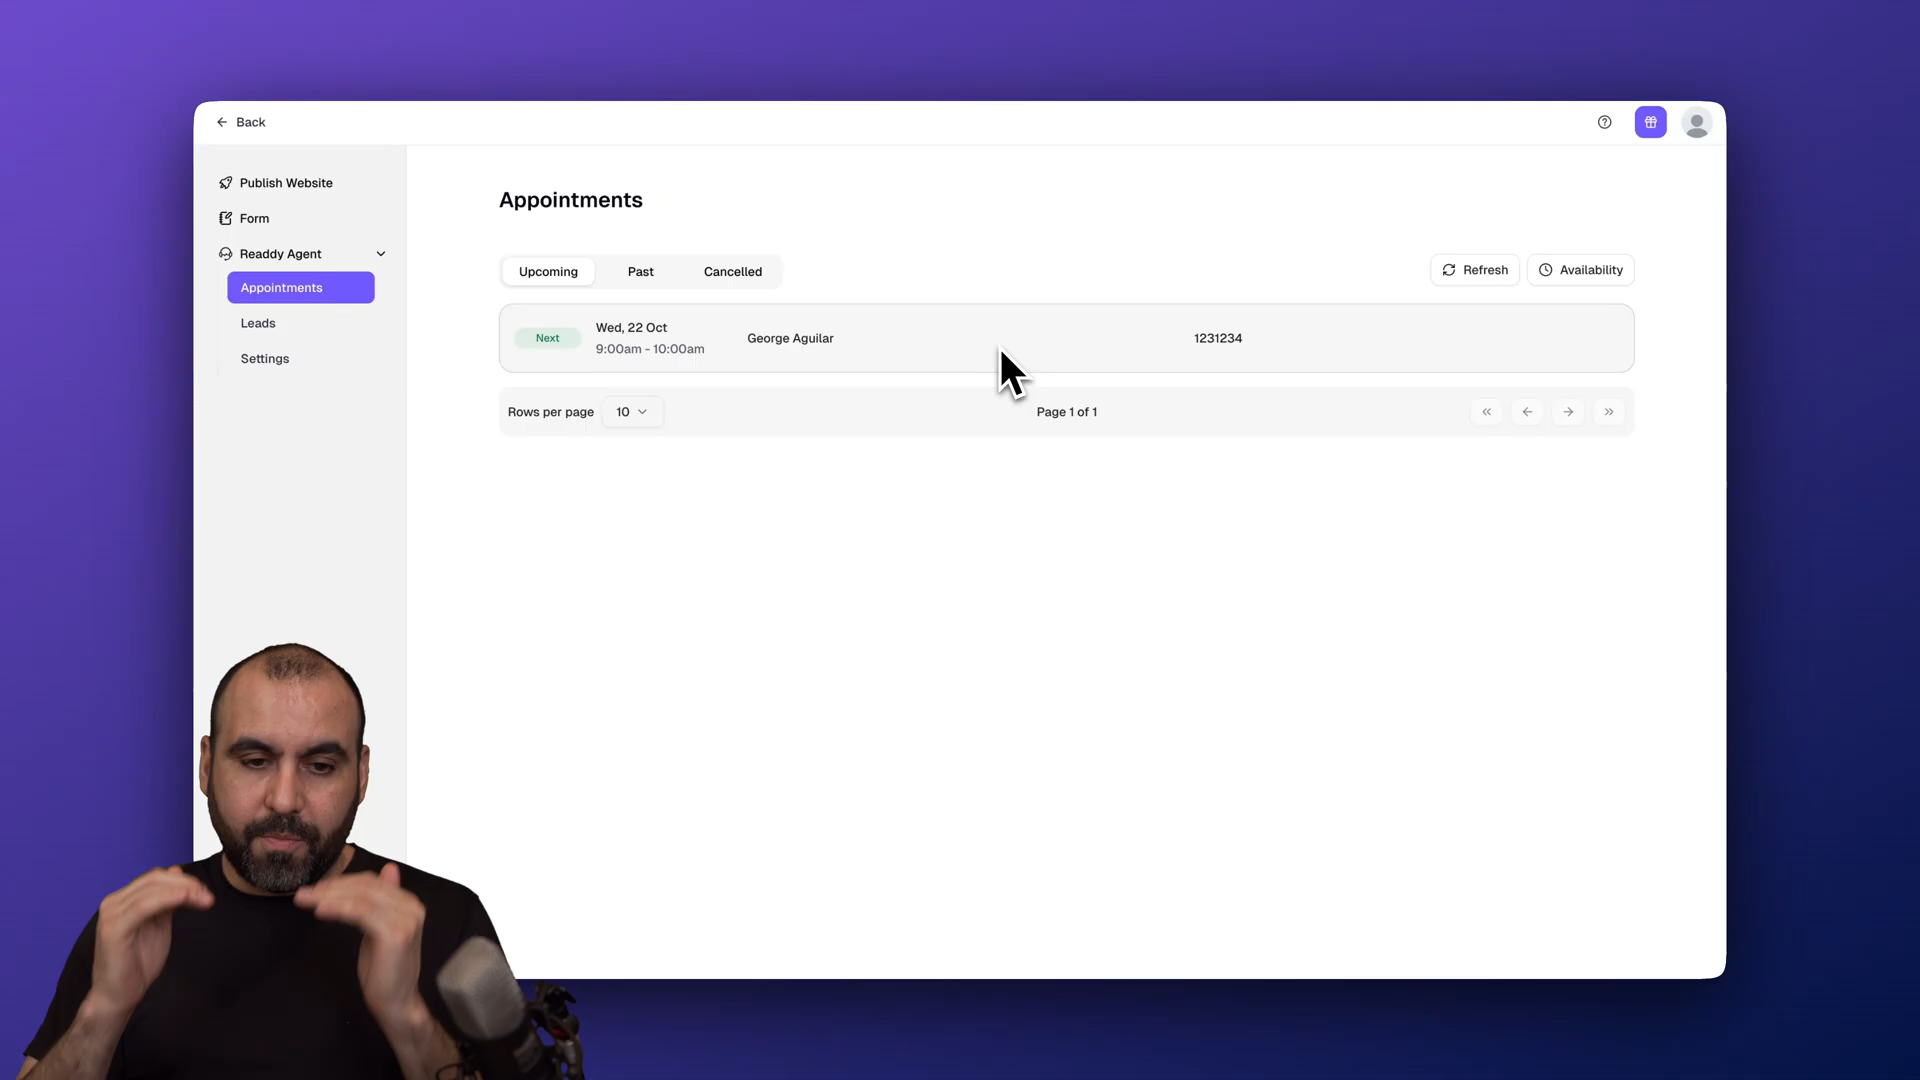 Back
Publish Website
Form
Readdy Agent
Appointments
Leads
Settings
Appointments
Upcoming Past Cancelled
Refresh Availability
Next Wed, 22 Oct 9:00am - 10:00am George Aguilar 1231234
Rows per page 10 Page 1 of 1